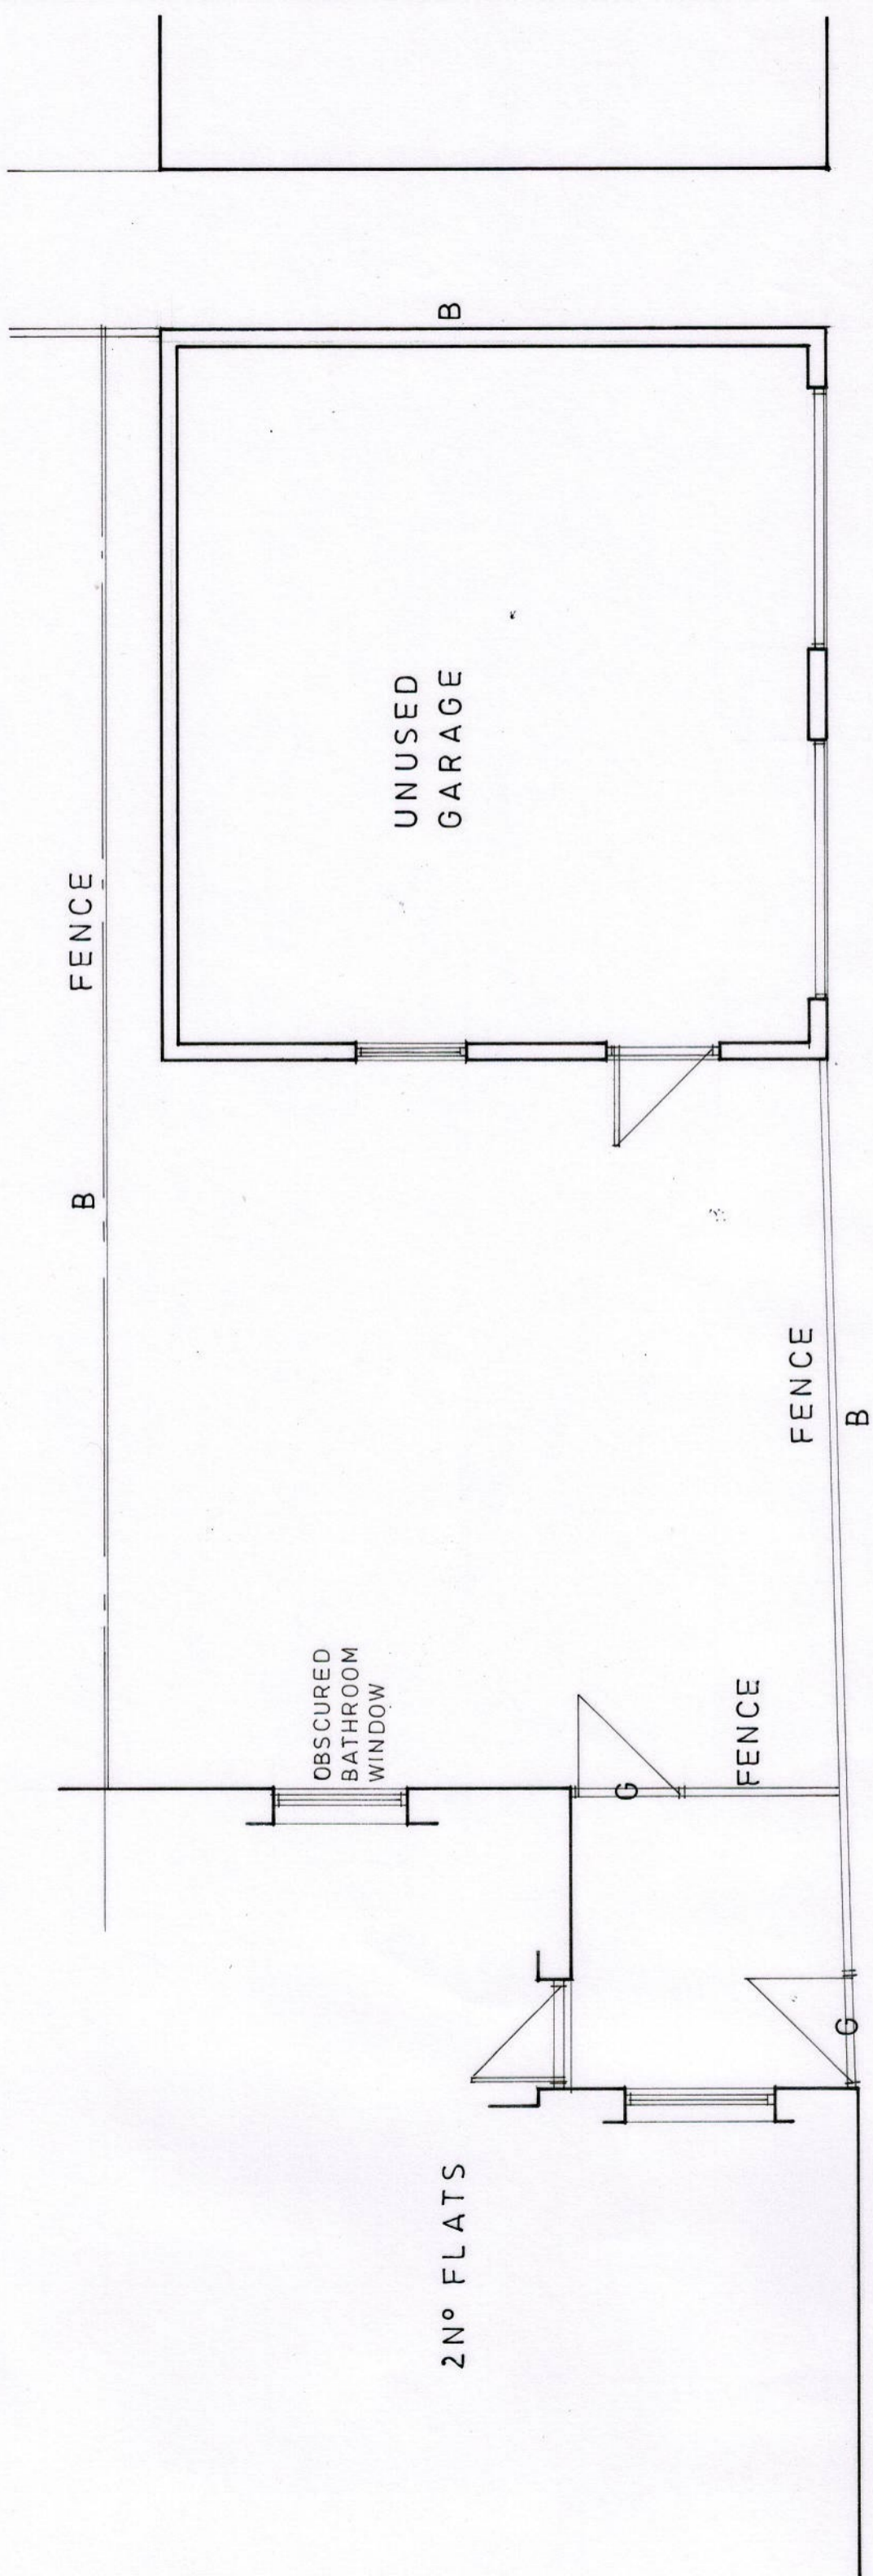 B
UNUSED
GARAGE
FENCE
B
FENCE
B
OBSCURED
BATHROOM
WINDOW
FENCE
G
G
2Nº FLATS